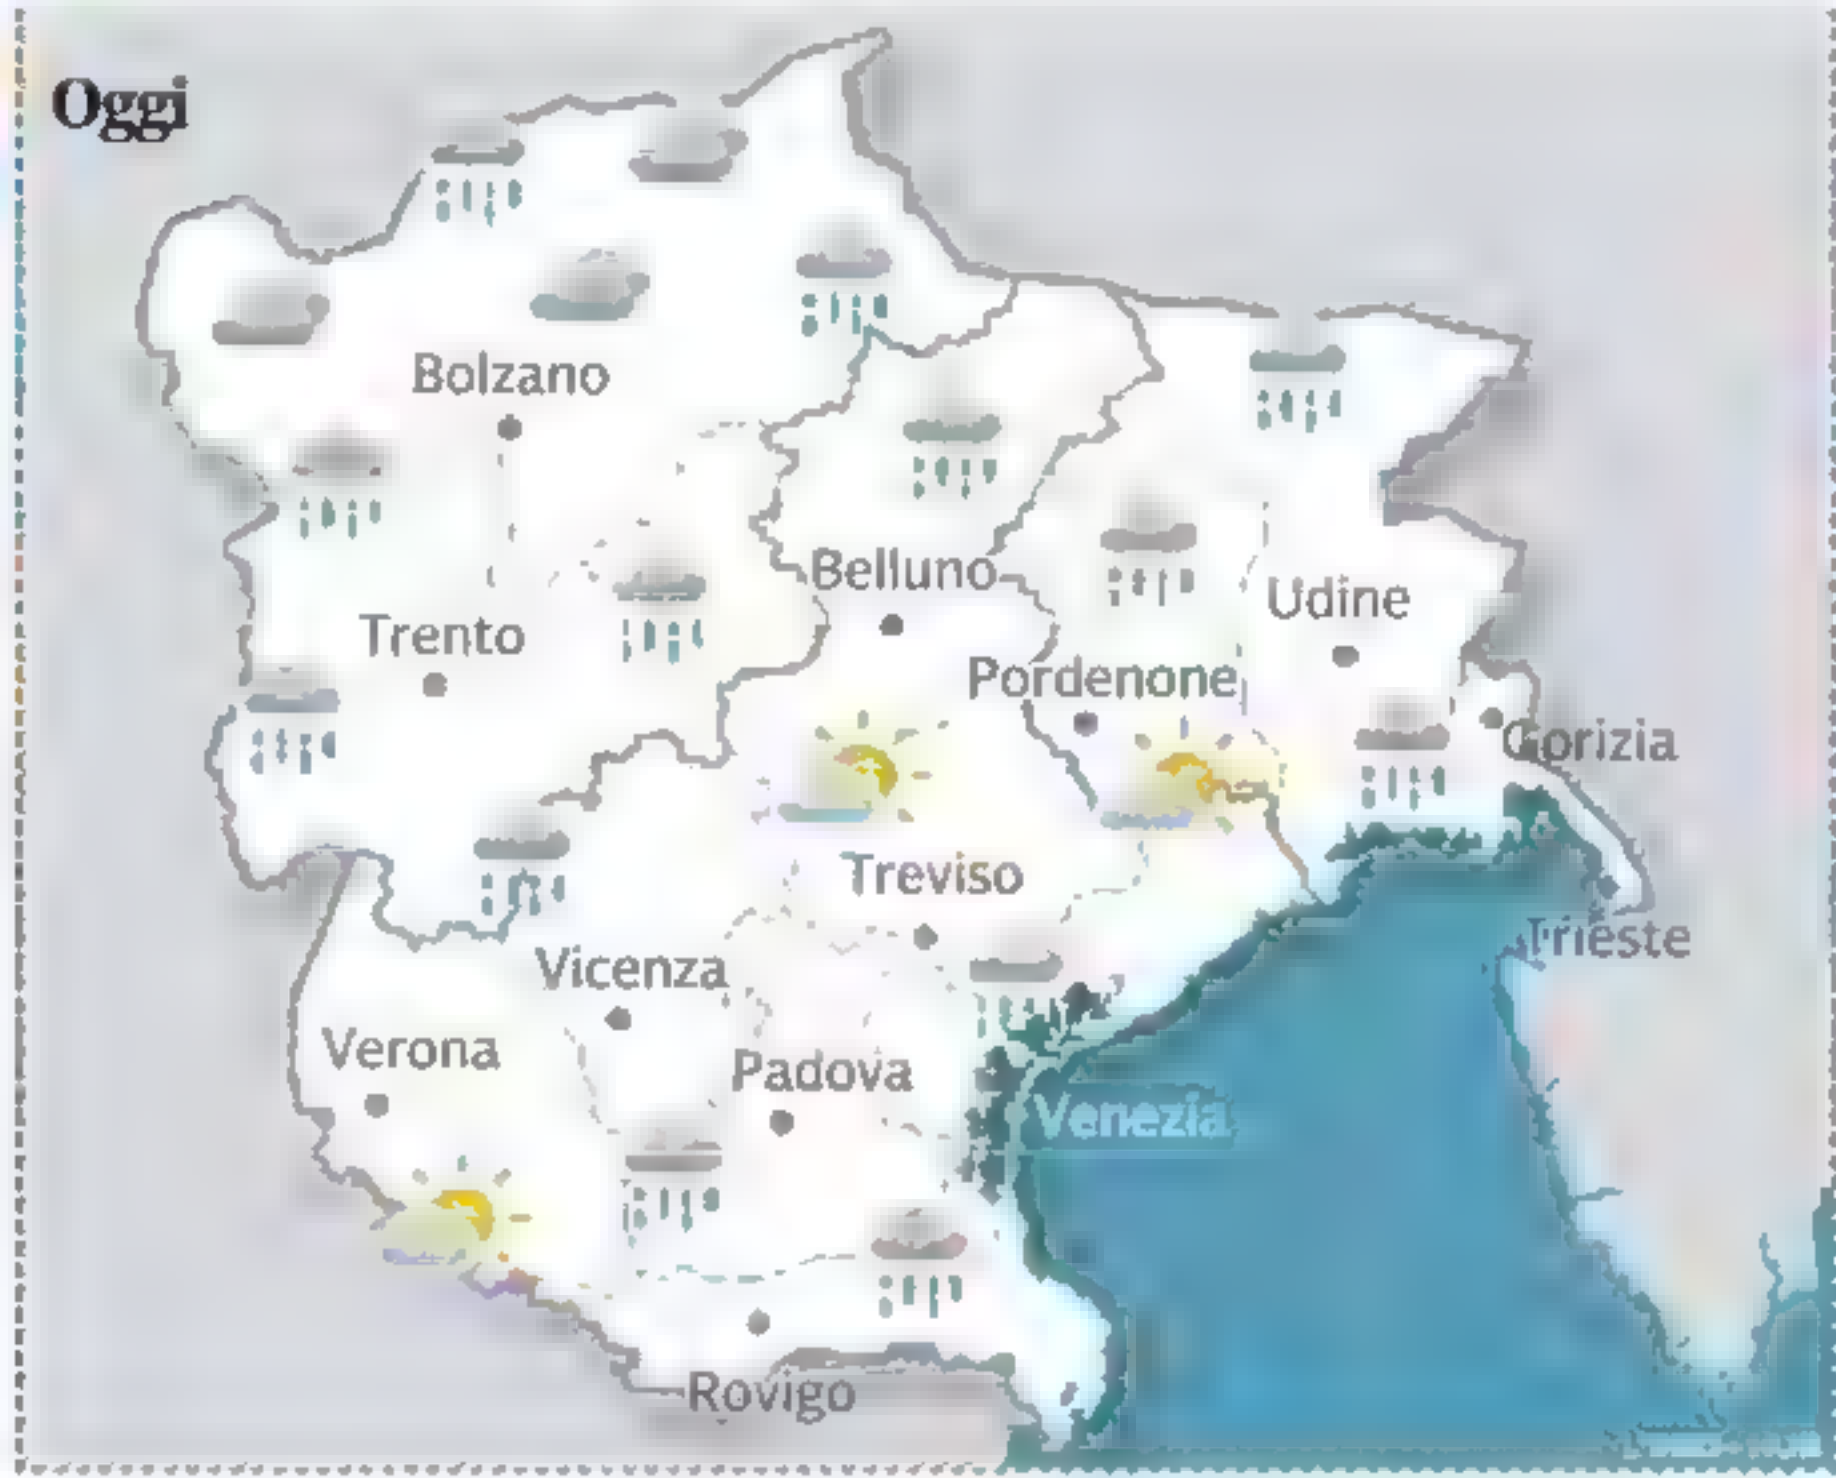 Oggi
Bolzano
Belluno
Udine
Trento
Pordenone
Gorizia
Treviso
Trieste
Vicenza
Verona
Padova
Venezia
Rovigo